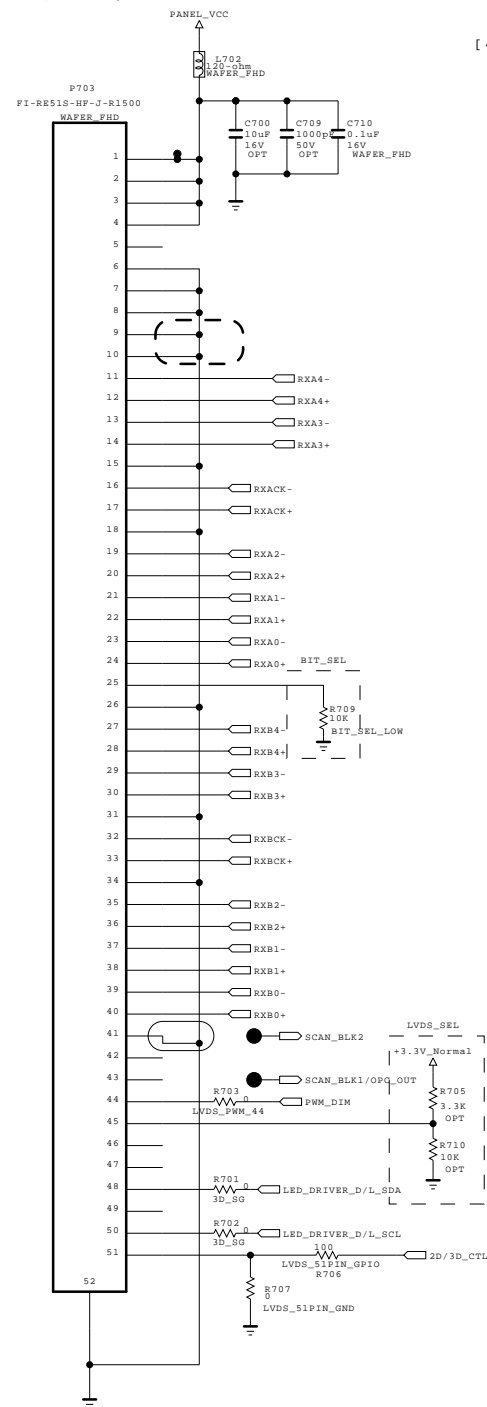 PANEL_VCC
[
L702
120-ohm
WAFER_FHD
P703
FI-RE51S-HF-J-R1500
WAFER_FHD
C700
10uF
16V
OPT
C709
1000pF
50V
OPT
C710
0.1uF
16V
WAFER_FHD
1
2
3
4
5
6
7
8
9
10
11 RXA4-
12 RXA4+
13 RXA3-
14 RXA3+
15
16 RXACK-
17 RXACK+
18
19 RXA2-
20 RXA2+
21 RXA1-
22 RXA1+
23 RXA0-
24 RXA0+
BIT_SEL
25
R709
10K
BIT_SEL_LOW
26
27 RXB4-
28 RXB4+
29 RXB3-
30 RXB3+
31
32 RXBCK-
33 RXBCK+
34
35 RXB2-
36 RXB2+
37 RXB1-
38 RXB1+
39 RXB0-
40 RXB0+
41 SCAN_BLK2
42
43 SCAN_BLK1/OPC_OUT
LVDS_SEL
+3.3V_Normal
R705
3.3K
OPT
R710
10K
OPT
44 R703 0 PWM_DIM
LVDS_PWM_44
45
46
47
48 R701 0 LED_DRIVER_D/L_SDA
3D_SG
49
50 R702 0 LED_DRIVER_D/L_SCL
3D_SG
51 100 2D/3D_CTL
LVDS_51PIN_GPIO
R706
R707
0
LVDS_51PIN_GND
52